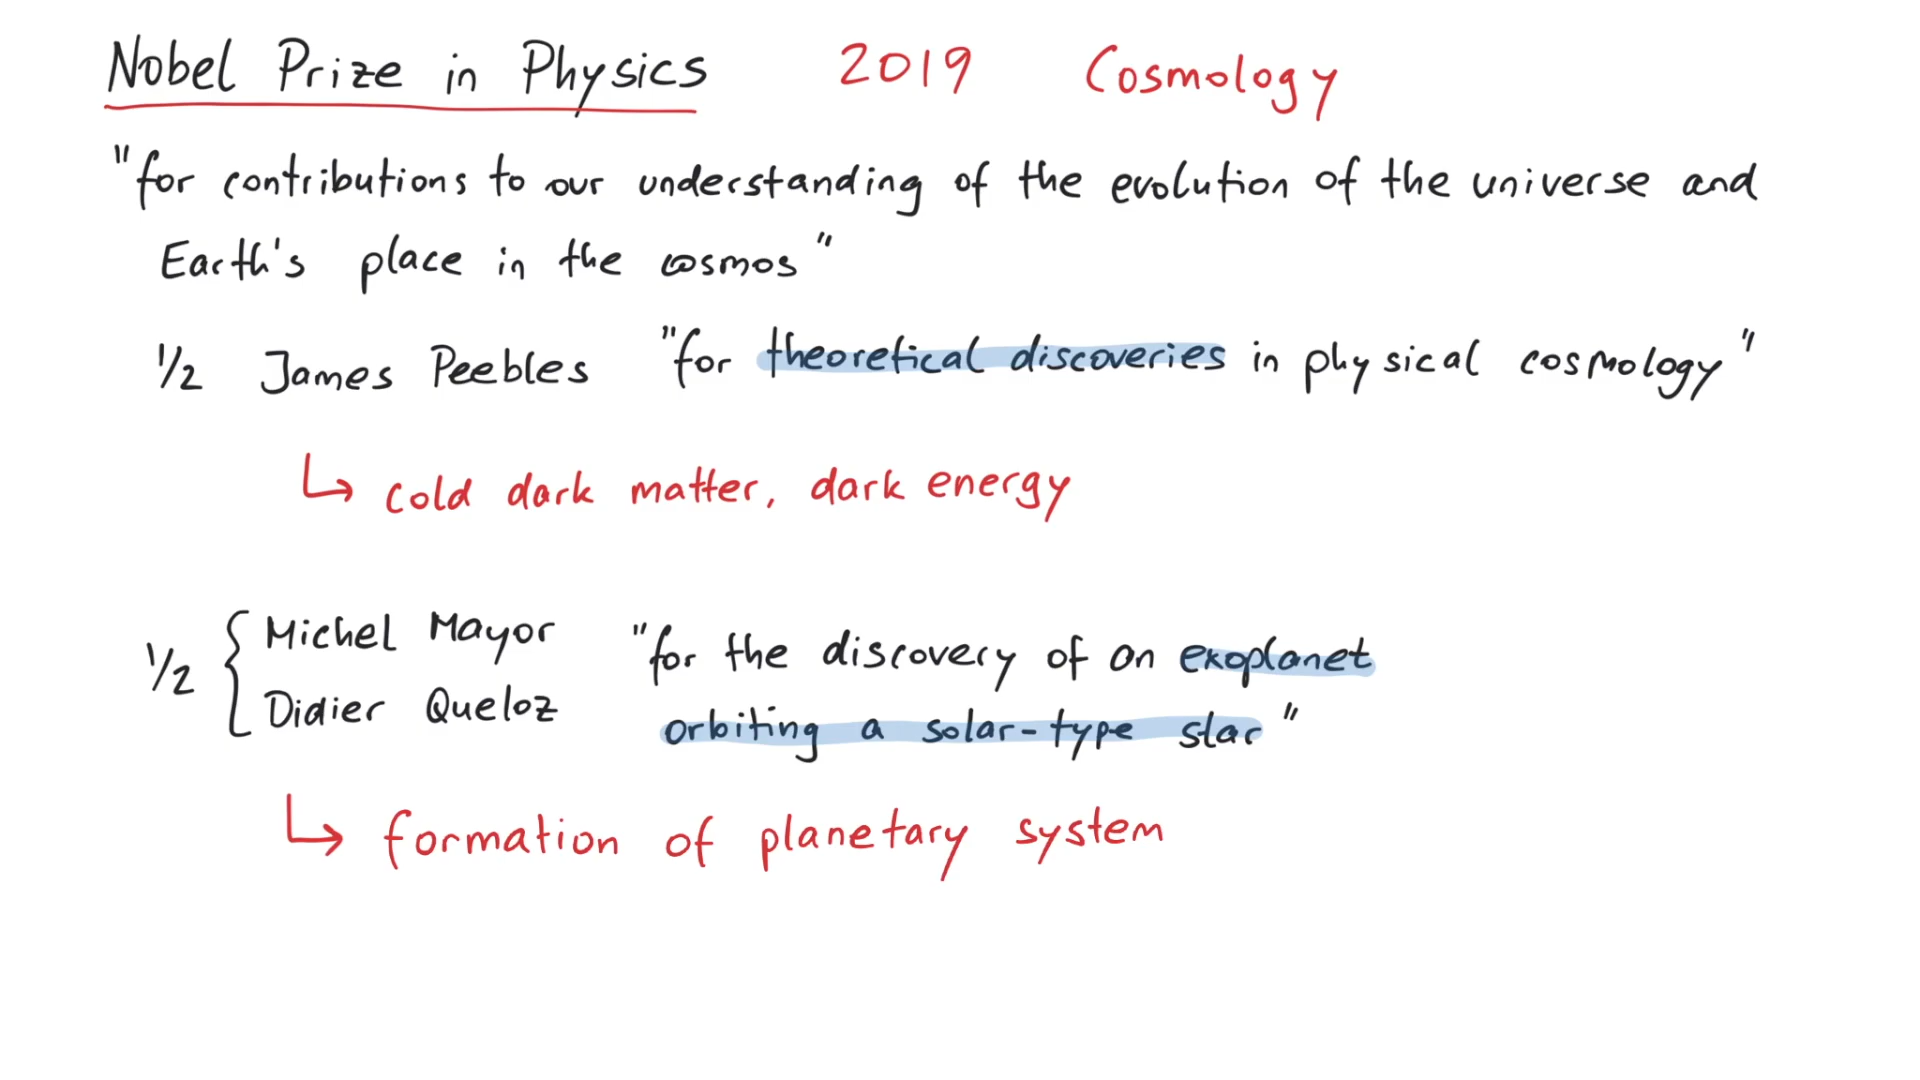 Nobel Prize in Physics 2019 Cosmology
"for contributions to our understanding of the evolution of the universe and
Earth's place in the cosmos"
1/2 James Peebles "for theoretical discoveries in physical cosmology"
↳ cold dark matter, dark energy
1/2 { Michel Mayor "for the discovery of an exoplanet
Didier Queloz orbiting a solar-type star"
↳ formation of planetary system